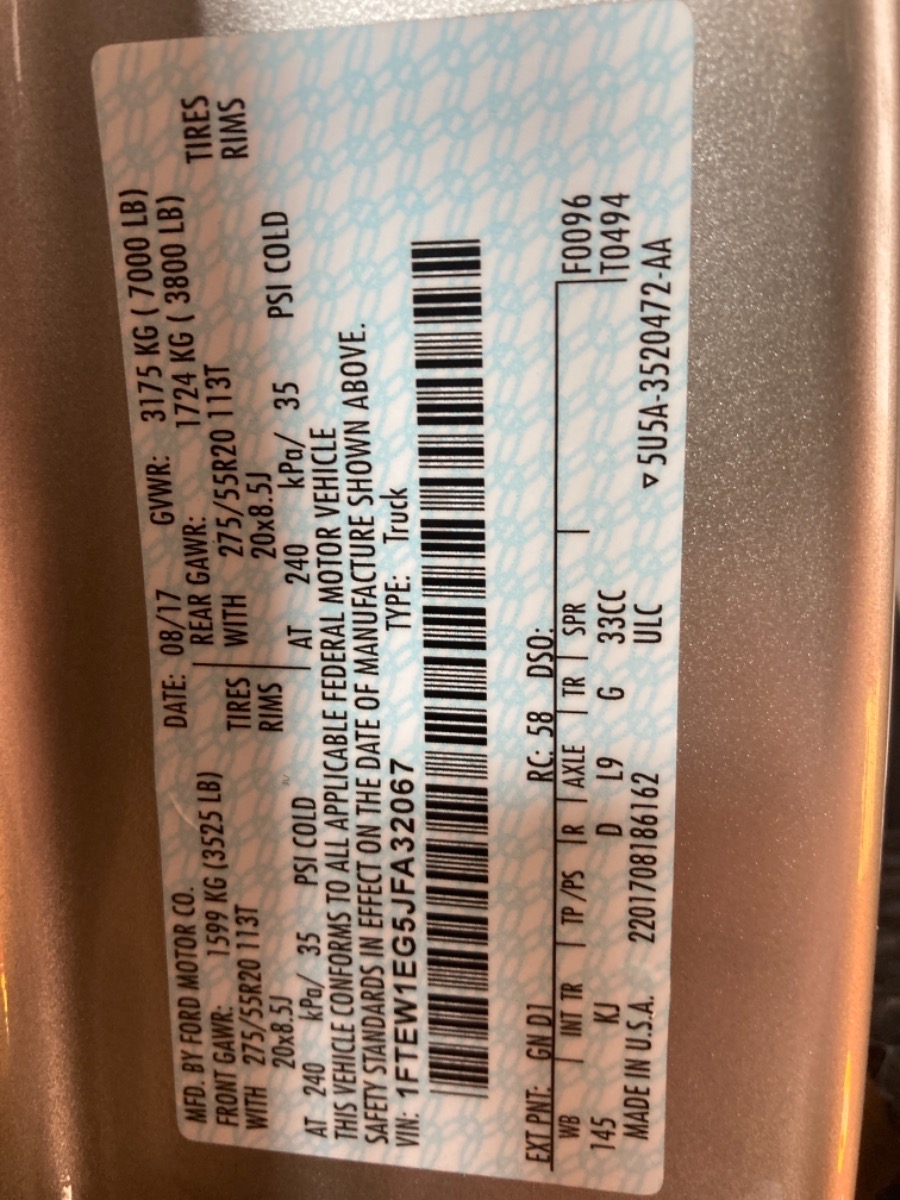 MFD. BY FORD MOTOR CO. DATE: 08/17 GVWR: 3175 KG ( 7000 LB)
FRONT GAWR: 1599 KG (3525 LB) REAR GAWR: 1724 KG ( 3800 LB)
WITH 275/55R20 113T TIRES WITH 275/55R20 113T TIRES
20x8.5J RIMS 20x8.5J RIMS
AT 240 kPa/ 35 PSI COLD AT 240 kPa/ 35 PSI COLD
THIS VEHICLE CONFORMS TO ALL APPLICABLE FEDERAL MOTOR VEHICLE
SAFETY STANDARDS IN EFFECT ON THE DATE OF MANUFACTURE SHOWN ABOVE.
VIN: 1FTEW1EG5JFA32067 TYPE: Truck
EXT PNT: GN DJ RC: 58 DSO:
WB INT TR TP/PS R AXLE TR SPR F0096
145 KJ D L9 G 33CC T0494
MADE IN U.S.A. 2201708186162 ULC ▽5U5A-3520472-AA